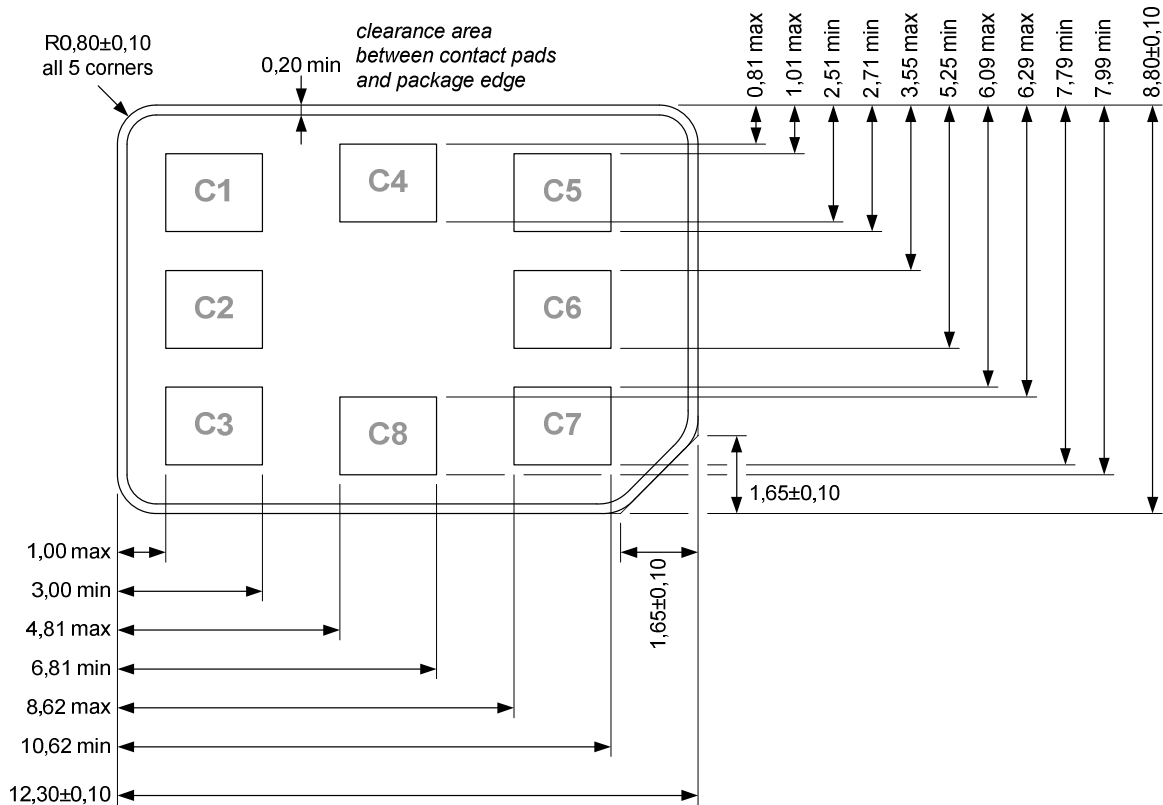 R0,80±0,10
all 5 corners
0,20 min
clearance area
between contact pads
and package edge
0,81 max
1,01 max
2,51 min
2,71 min
3,55 max
5,25 min
6,09 max
6,29 max
7,79 min
7,99 min
8,80±0,10
C1
C4
C5
C2
C6
C3
C8
C7
1,65±0,10
1,65±0,10
1,00 max
3,00 min
4,81 max
6,81 min
8,62 max
10,62 min
12,30±0,10